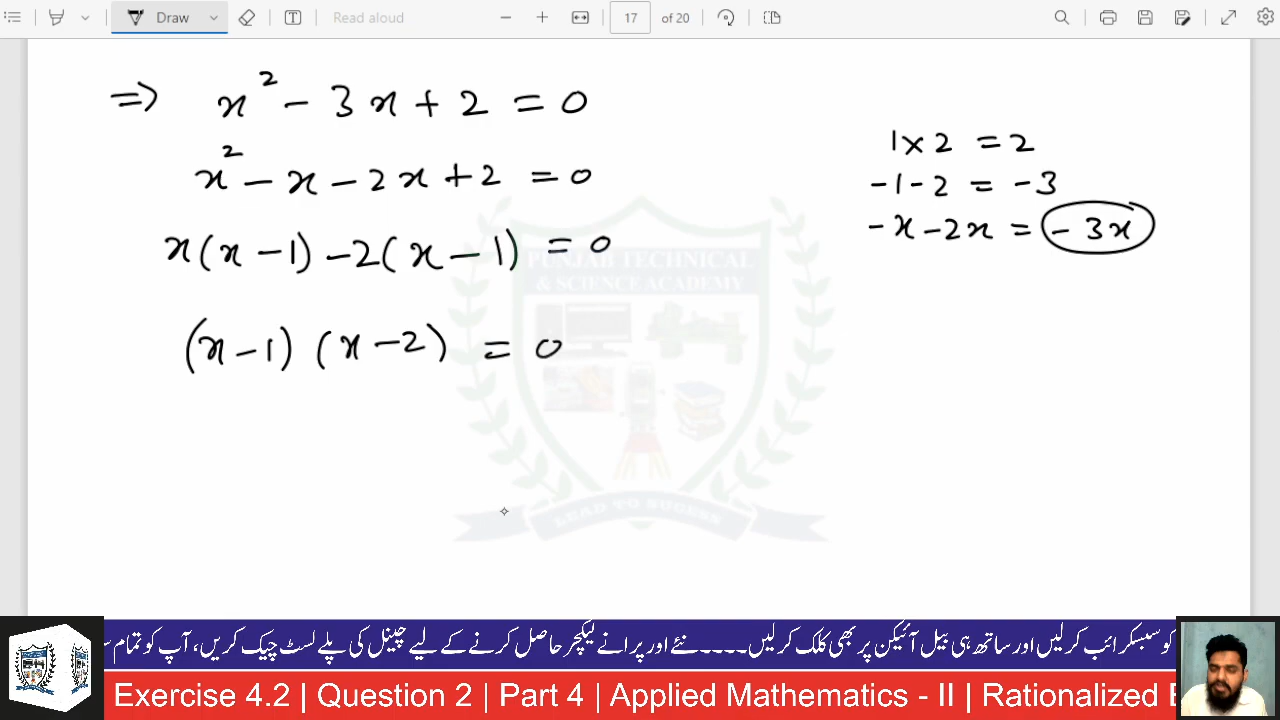 Draw
Read aloud
17 of 20
=> x² - 3x + 2 = 0
x² - x - 2x + 2 = 0
x(x - 1) - 2(x - 1) = 0
(x - 1) (x - 2) = 0
1 x 2 = 2
-1 - 2 = -3
-x - 2x = -3x
PUNJAB TECHNICAL
& SCIENCE ACADEMY
LEAD TO SUCCESS
کو سبسکرائب کرلیں اور ساتھ ہی بیل آئیکن پر بھی کلک کرلیں۔۔۔۔۔نئے اور پرانے لیکچر حاصل کرنے کے لیے چینل کی پلے لسٹ چیک کریں، آپ کو تمام
Exercise 4.2 | Question 2 | Part 4 | Applied Mathematics - II | Rationalized